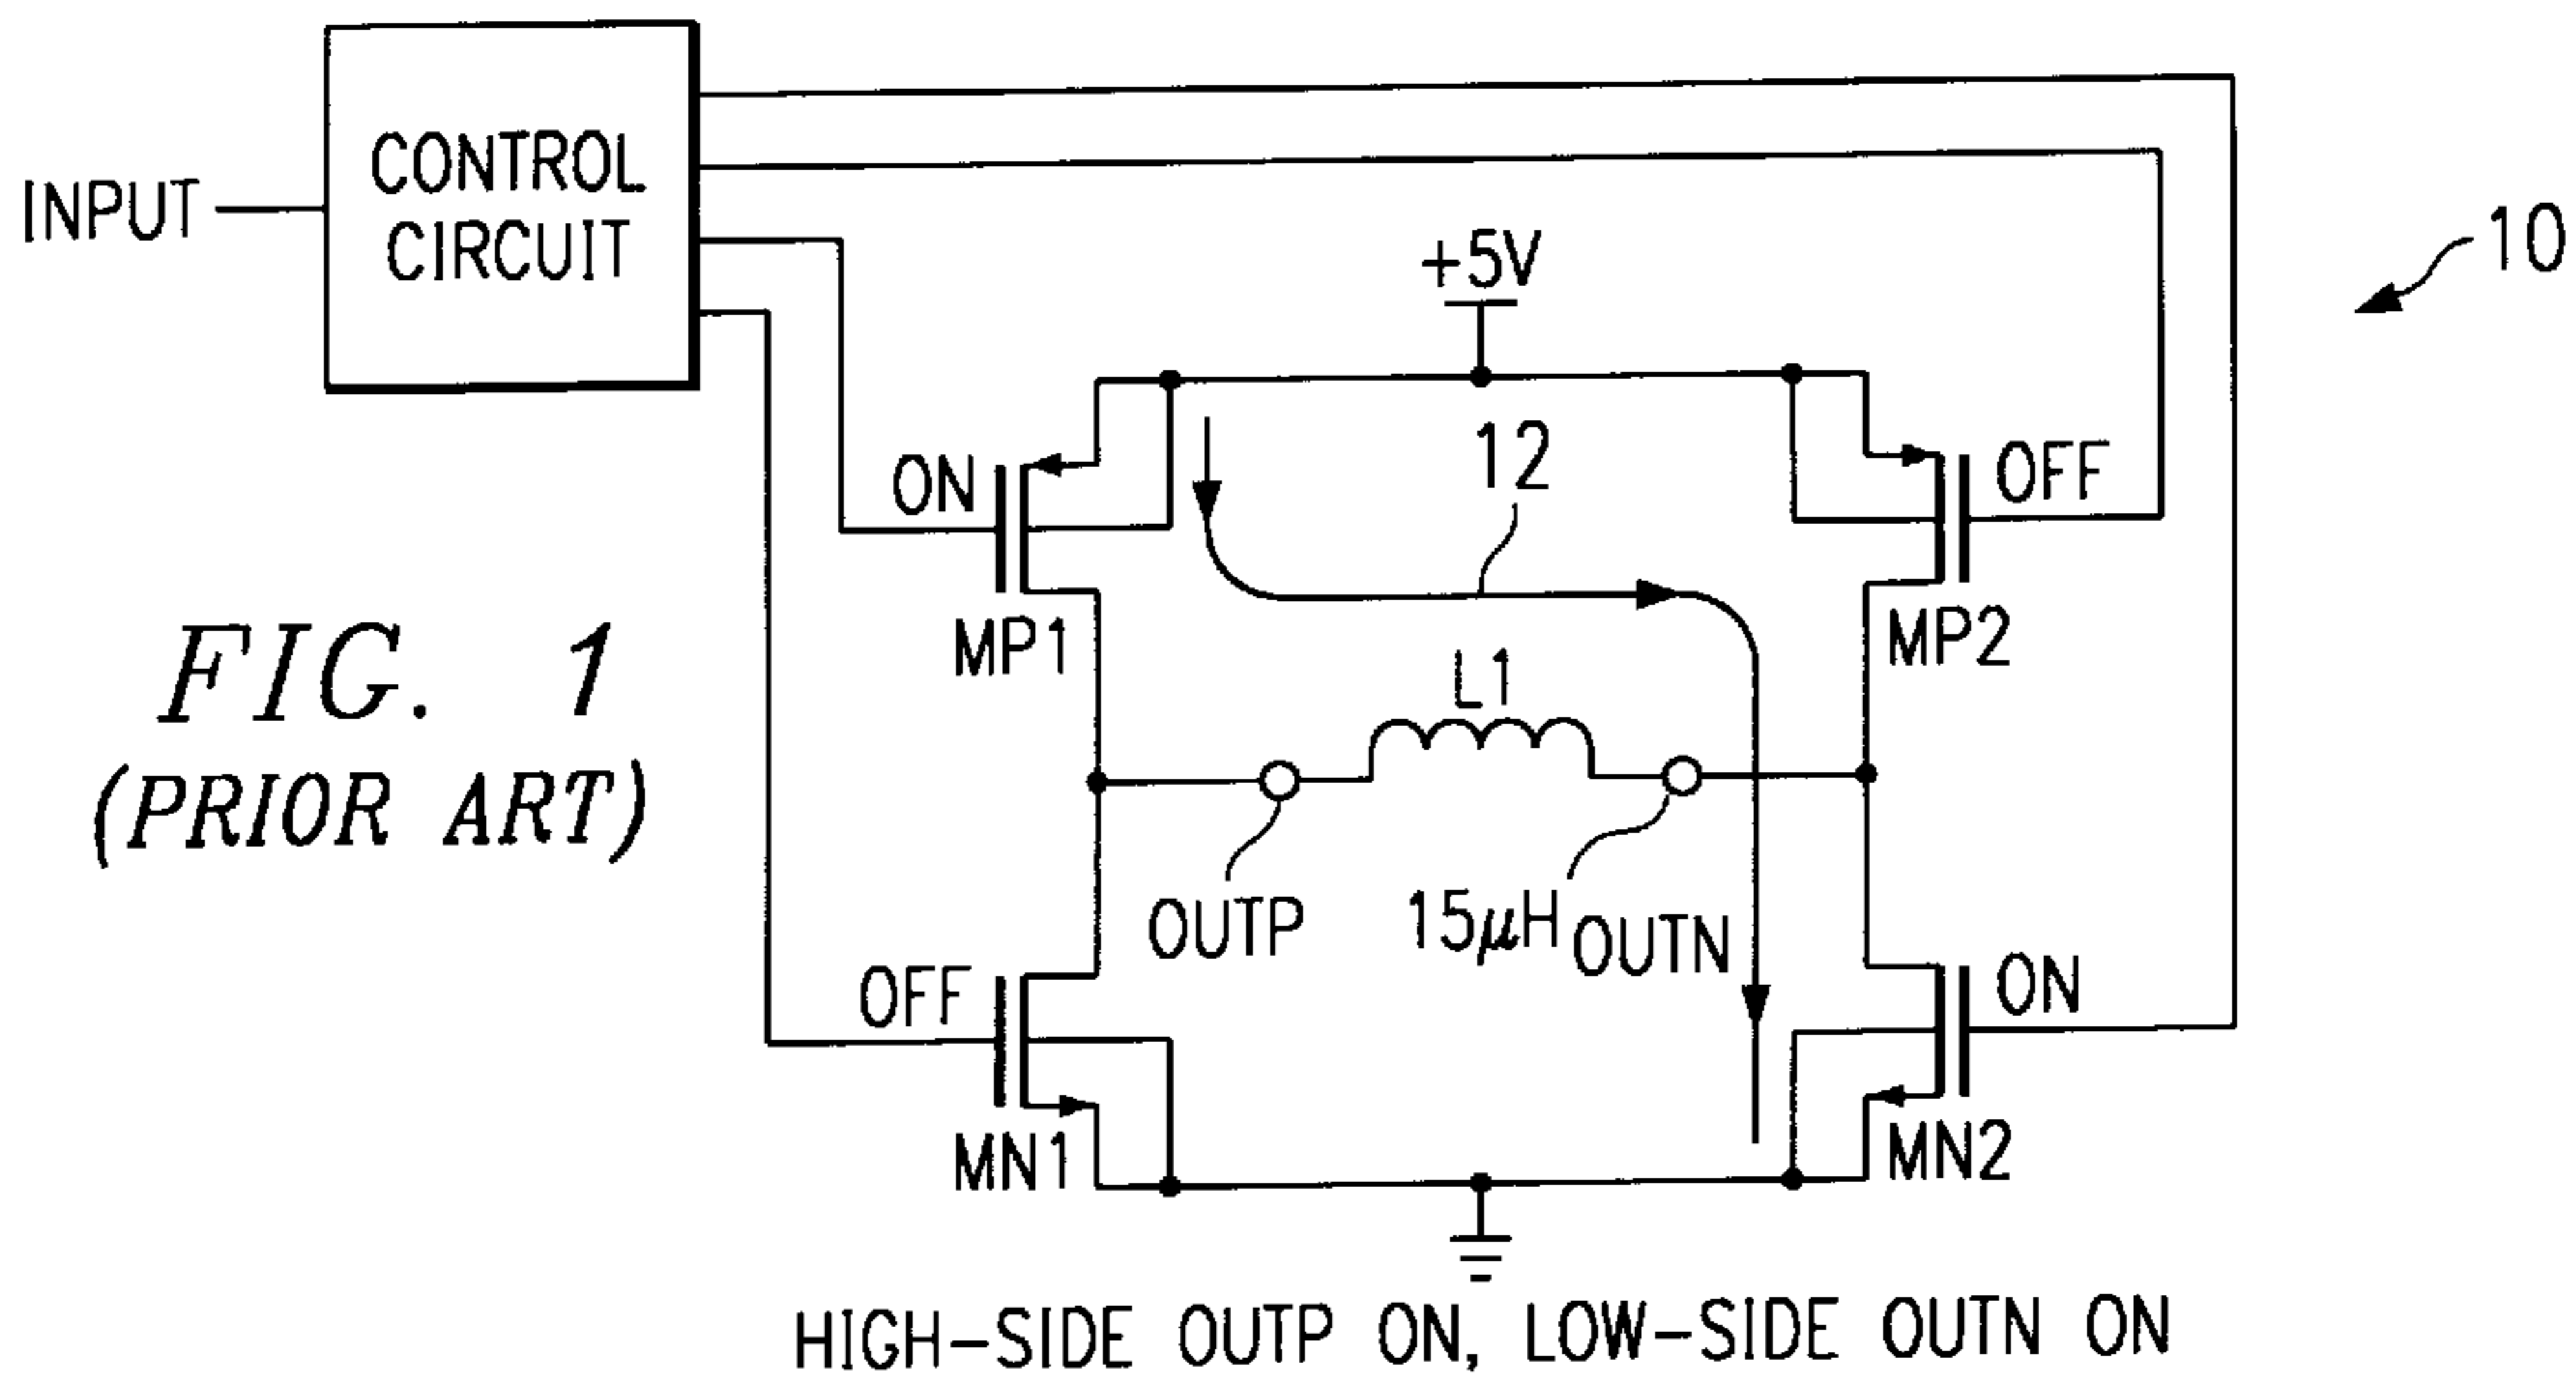 CONTROL
CIRCUIT
INPUT
10
+5V
12
ON
OFF
MP1
MP2
FIG. 1
(PRIOR ART)
L1
OUTP
15μH
OUTN
OFF
ON
MN1
MN2
HIGH-SIDE OUTP ON, LOW-SIDE OUTN ON